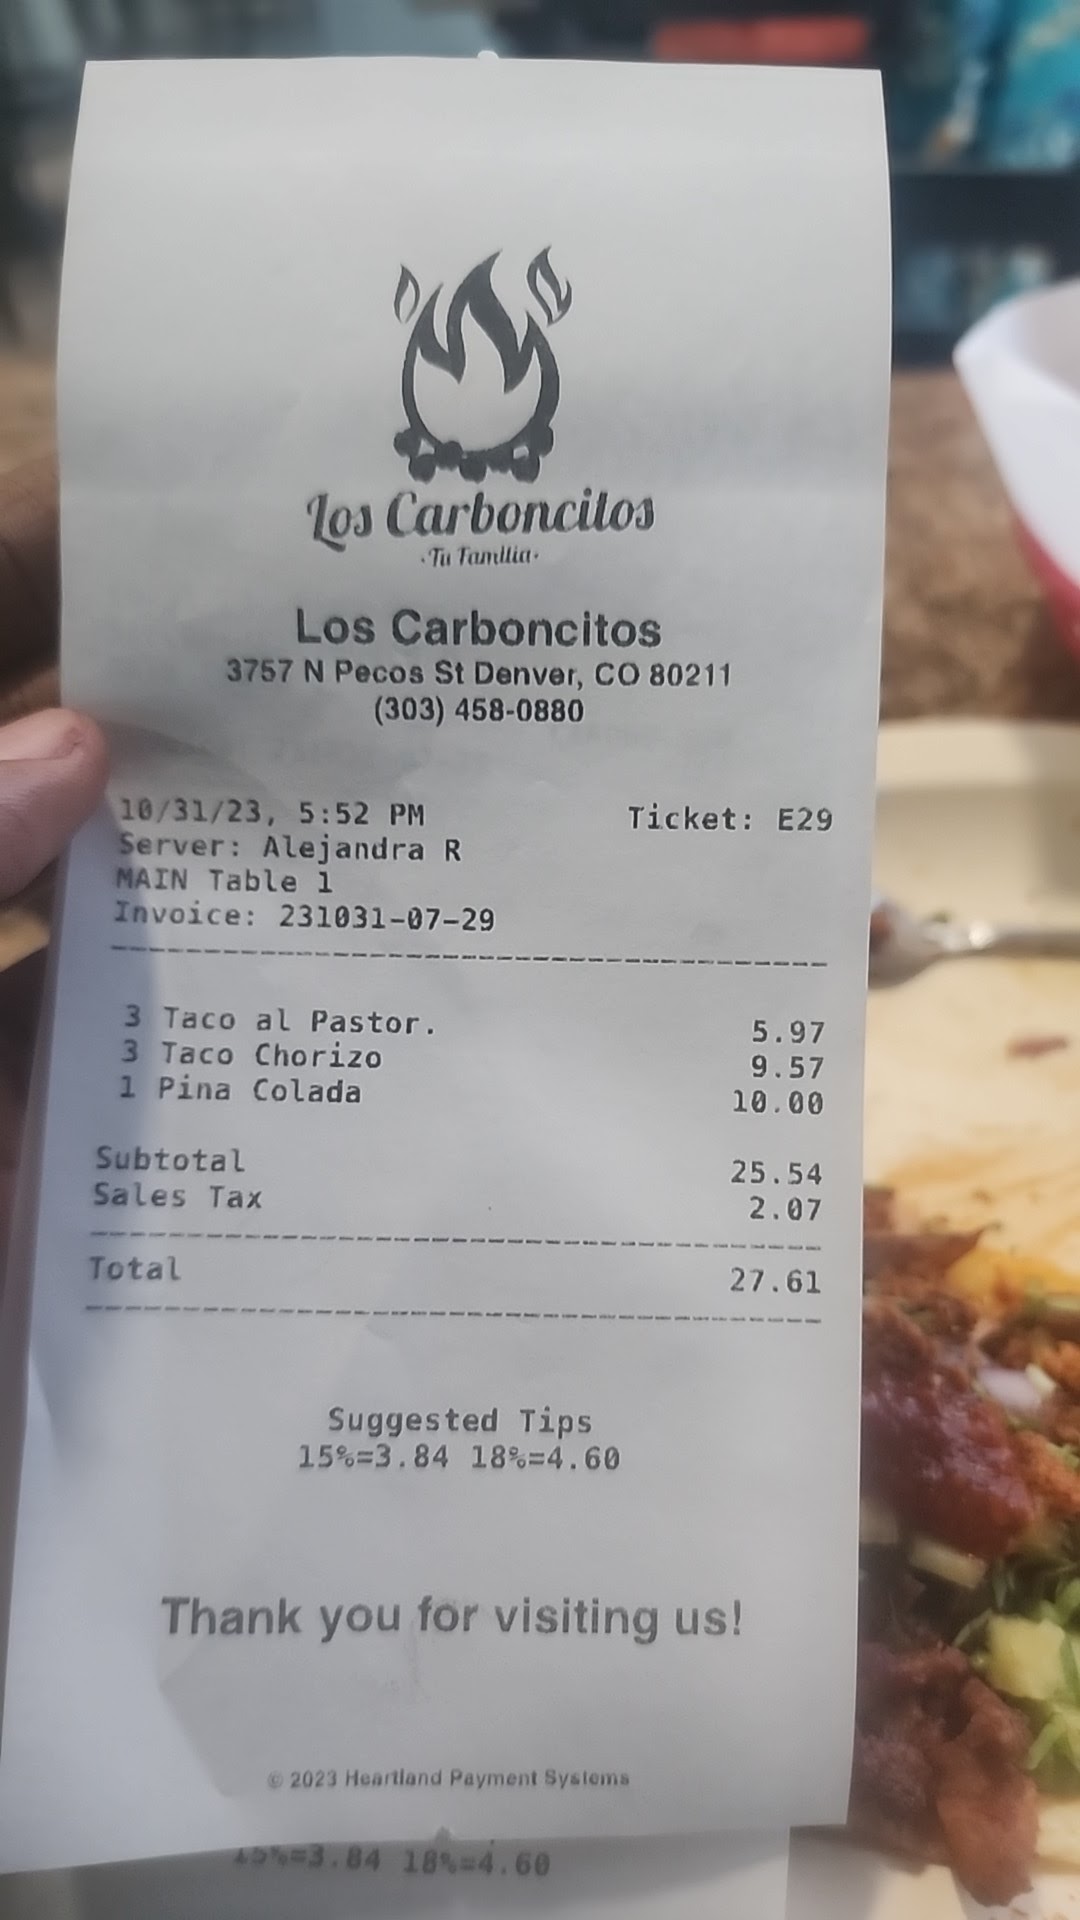 Los Carboncitos
·Tu Familia·
Los Carboncitos
3757 N Pecos St Denver, CO 80211
(303) 458-0880
10/31/23, 5:52 PM Ticket: E29
Server: Alejandra R
MAIN Table 1
Invoice: 231031-07-29
3 Taco al Pastor. 5.97
3 Taco Chorizo 9.57
1 Pina Colada 10.00
Subtotal 25.54
Sales Tax 2.07
Total 27.61
Suggested Tips
15%=3.84 18%=4.60
Thank you for visiting us!
© 2023 Heartland Payment Systems
15%=3.84 18%=4.60